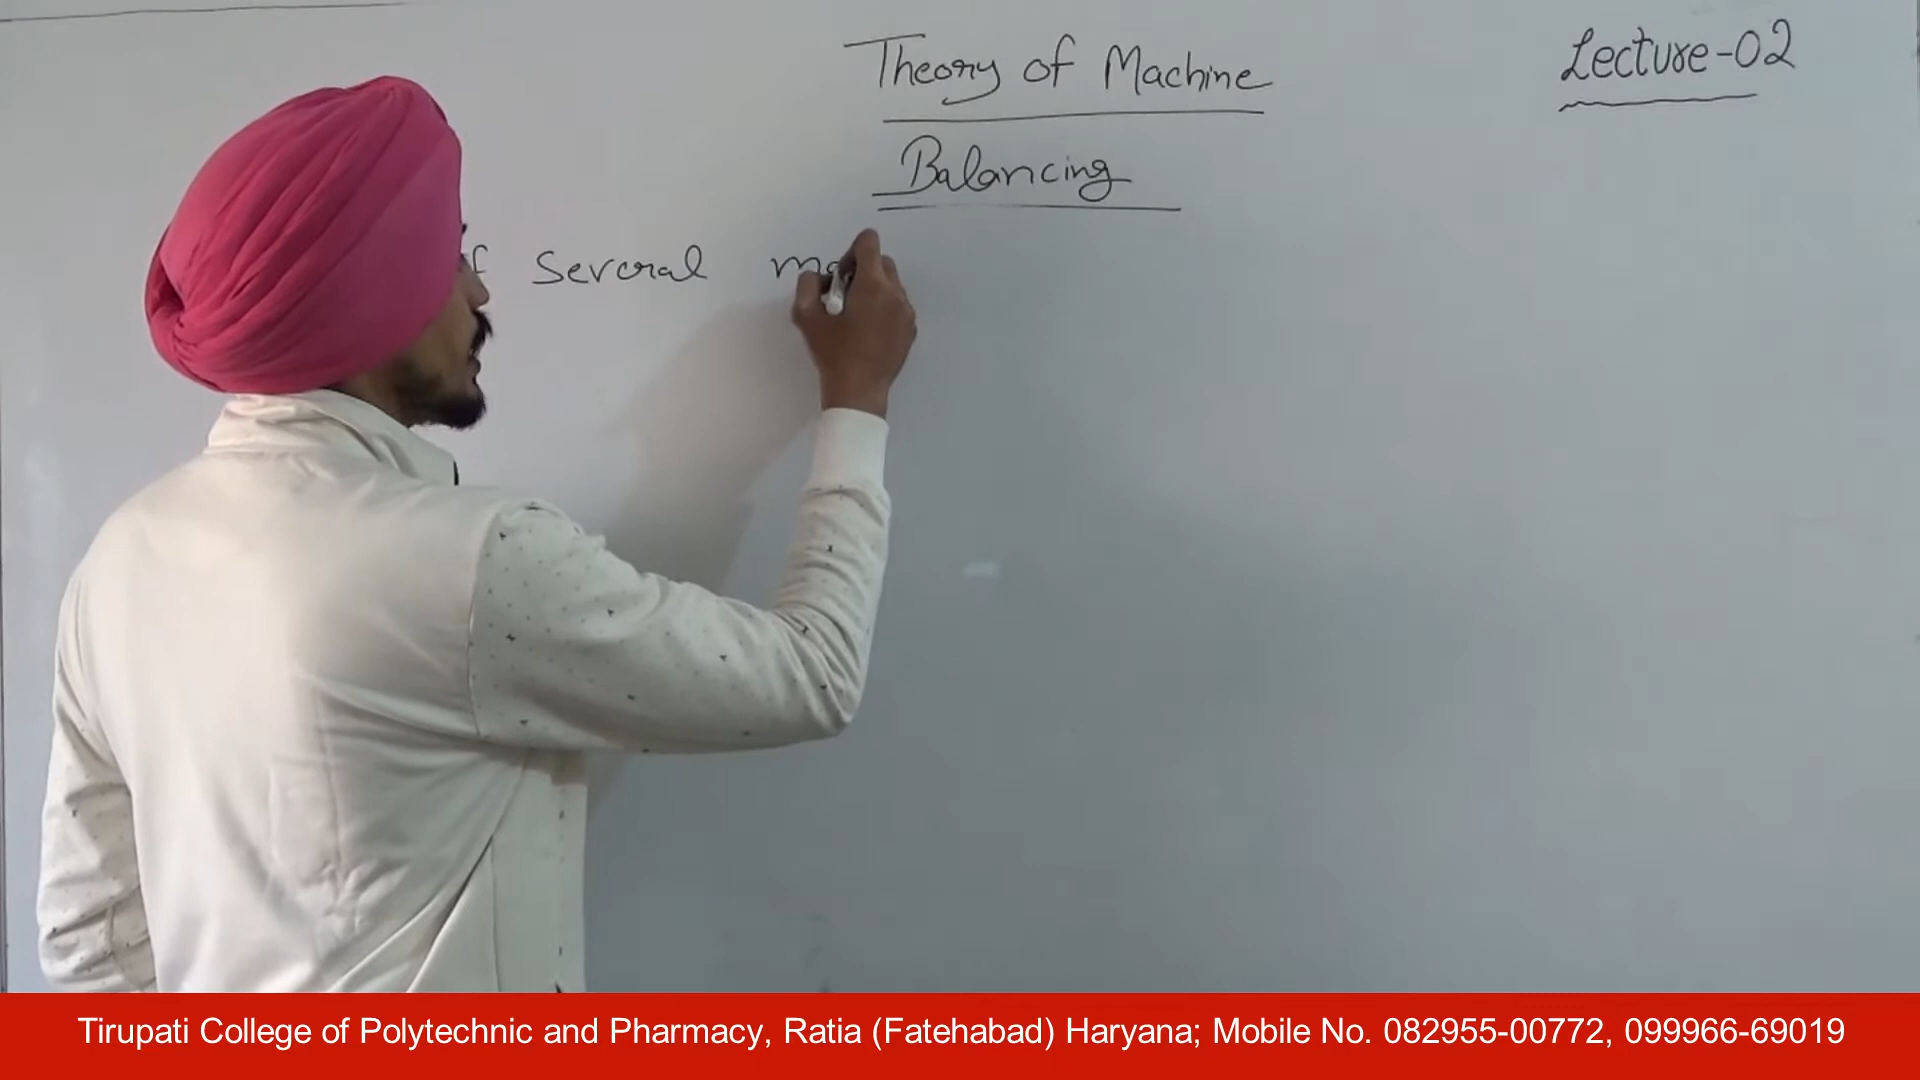 Theory of Machine
Lecture-02
Balancing
Several
Tirupati College of Polytechnic and Pharmacy, Ratia (Fatehabad) Haryana; Mobile No. 082955-00772, 099966-69019